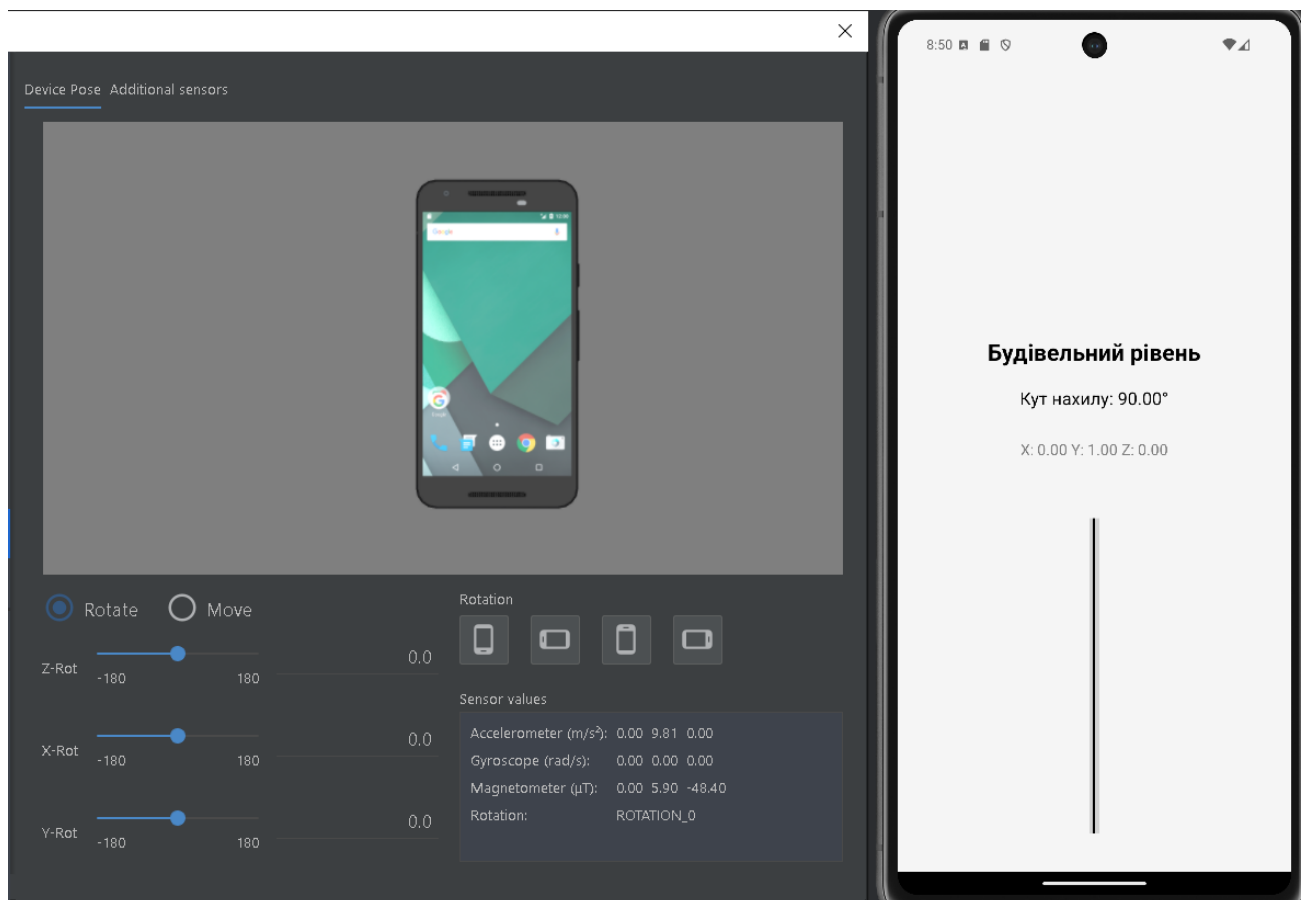 Device Pose Additional sensors
Google
Rotate Move
Z-Rot
-180 180
0.0
X-Rot
-180 180
0.0
Y-Rot
-180 180
0.0
Rotation
Sensor values
Accelerometer (m/s²): 0.00 9.81 0.00
Gyroscope (rad/s): 0.00 0.00 0.00
Magnetometer (μT): 0.00 5.90 -48.40
Rotation: ROTATION_0
8:50
Будівельний рівень
Кут нахилу: 90.00°
X: 0.00 Y: 1.00 Z: 0.00